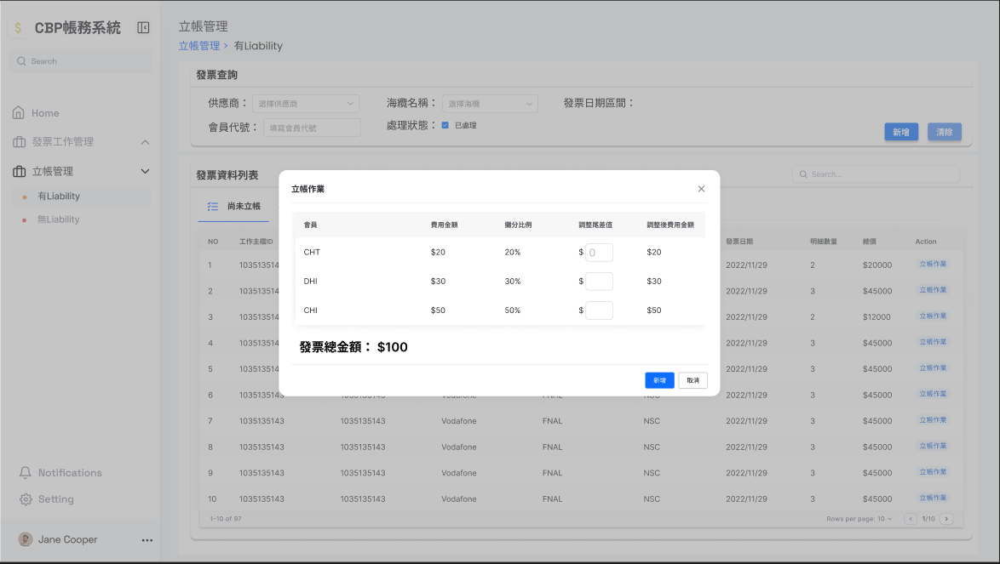 $ CBP帳務系統
Search
Home
發票工作管理
立帳管理
有Liability
無Liability
Notifications
Setting
Jane Cooper
立帳管理
立帳管理 > 有Liability
發票查詢
供應商： 選擇供應商 海纜名稱： 選擇海纜 發票日期區間：
會員代號： 填寫會員代號 處理狀態： 已處理
新增 清除
發票資料列表 Search...
尚未立帳
NO 工作主檔ID 發票日期 明細數量 總價 Action
1 103513514 2022/11/29 2 $20000 立帳作業
2 103513514 2022/11/29 3 $45000 立帳作業
3 103513514 2022/11/29 2 $12000 立帳作業
4 103513514 2022/11/29 3 $45000 立帳作業
5 103513514 2022/11/29 3 $45000 立帳作業
6 1035135143 1035135143 Vodafone FNAL NSC 2022/11/29 3 $45000 立帳作業
7 1035135143 1035135143 Vodafone FNAL NSC 2022/11/29 3 $45000 立帳作業
8 1035135143 1035135143 Vodafone FNAL NSC 2022/11/29 3 $45000 立帳作業
9 1035135143 1035135143 Vodafone FNAL NSC 2022/11/29 3 $45000 立帳作業
10 1035135143 1035135143 Vodafone FNAL NSC 2022/11/29 3 $45000 立帳作業
1-10 of 97 Rows per page: 10 1/10
立帳作業
會員 費用金額 攤分比例 調整尾差值 調整後費用金額
CHT $20 20% $ 0 $20
DHI $30 30% $ $30
CHI $50 50% $ $50
發票總金額： $100
新增 取消